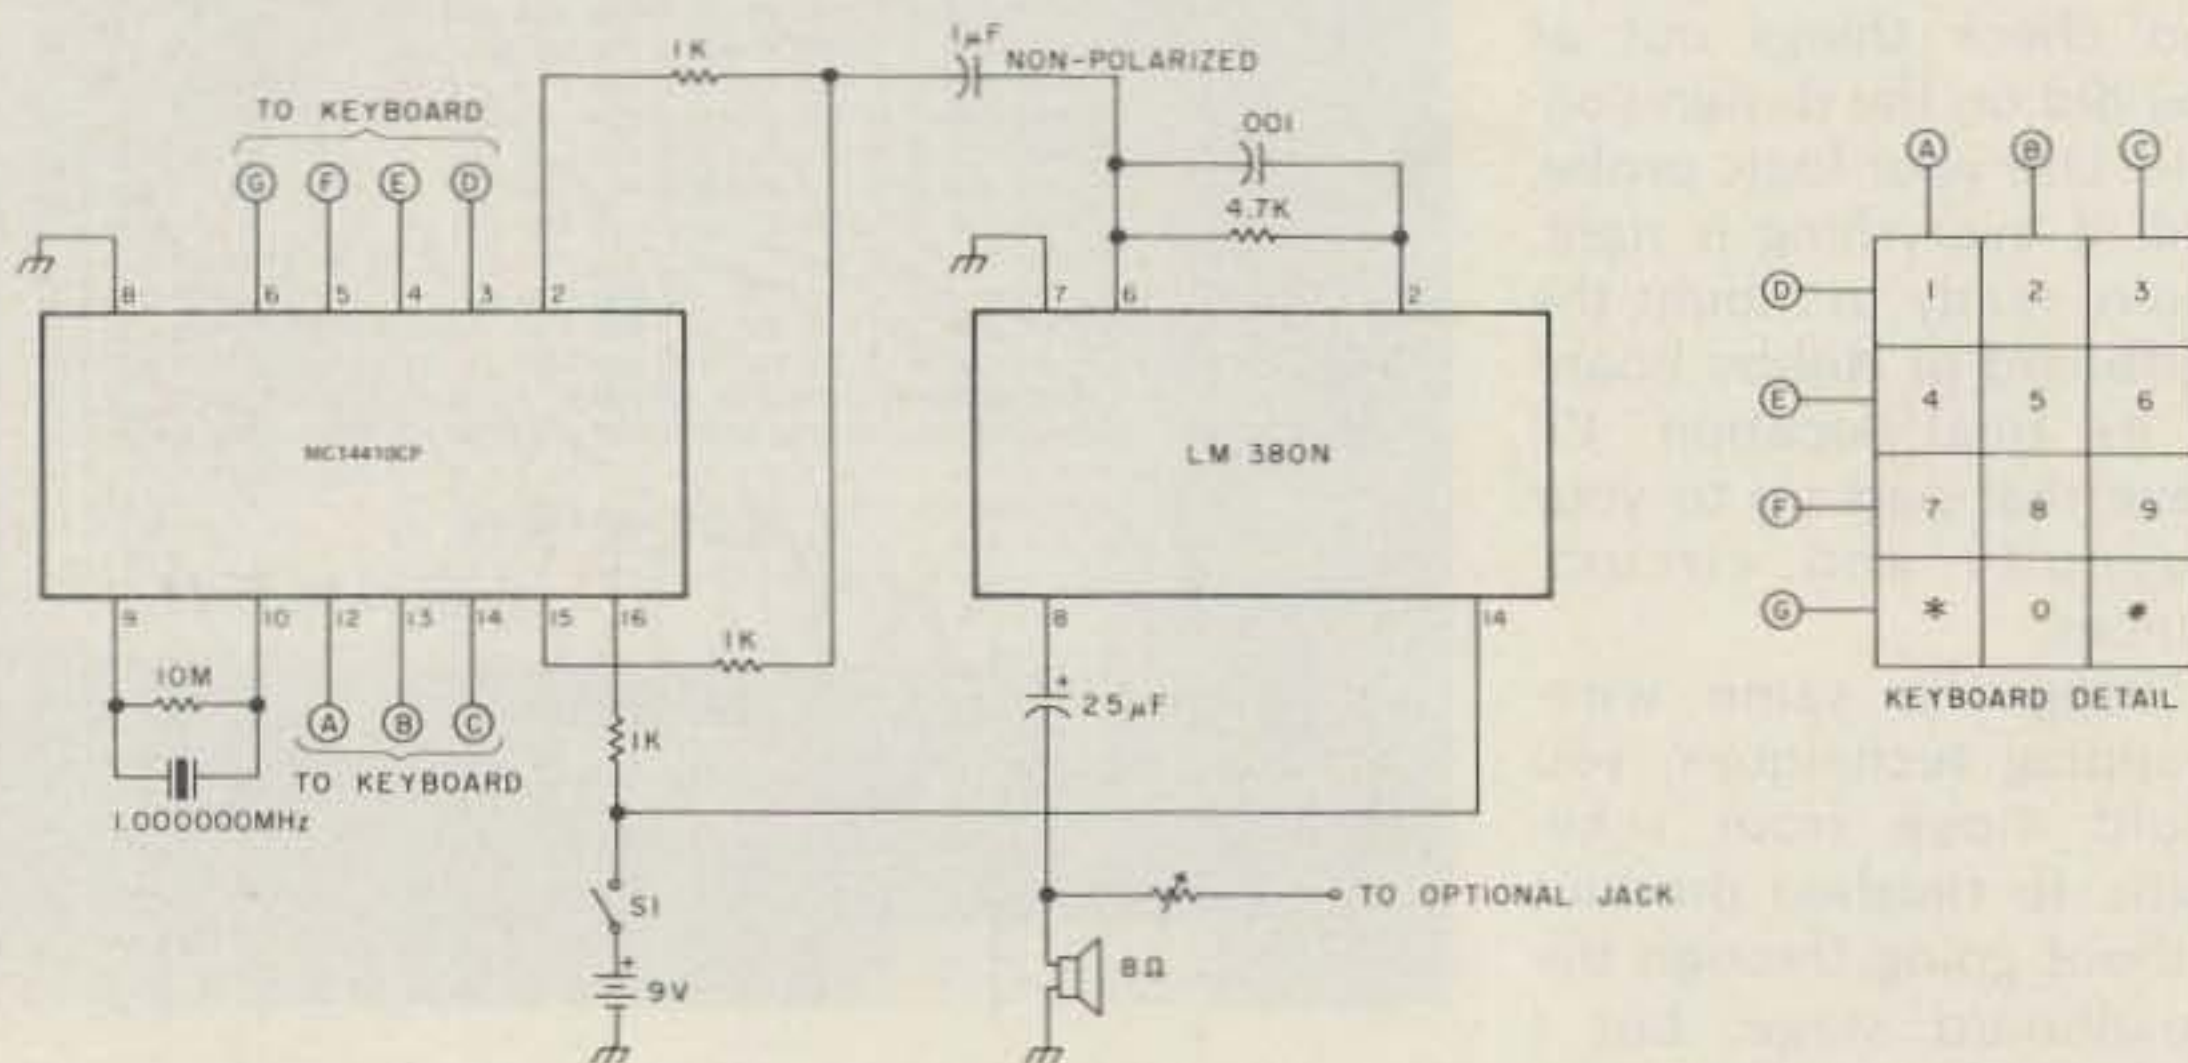 1K
1µF
NON-POLARIZED
TO KEYBOARD
G F E D
001
4.7K
8 6 5 4 3 2
7 6 2
MC14410CP
LM 380N
9 10 12 13 14 15 16
8 14
10M
1K
A B C
TO KEYBOARD
1.000000MHz
1K
+
25µF
S1
+
9V
TO OPTIONAL JACK
8Ω
A B C
D 1 2 3
E 4 5 6
F 7 8 9
G * 0 #
KEYBOARD DETAIL